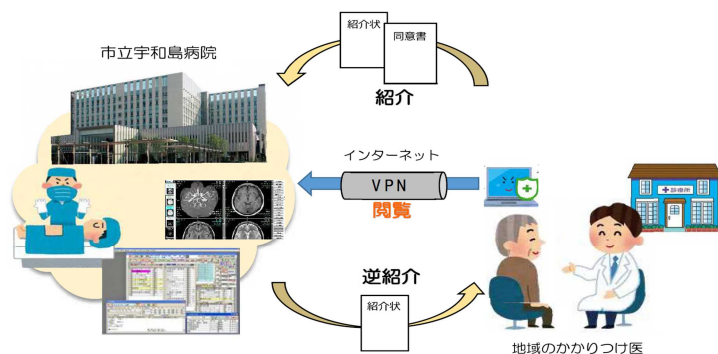 市立宇和島病院
紹介状
同意書
紹介
インターネット
VPN
閲覧
診療所
逆紹介
紹介状
地域のかかりつけ医